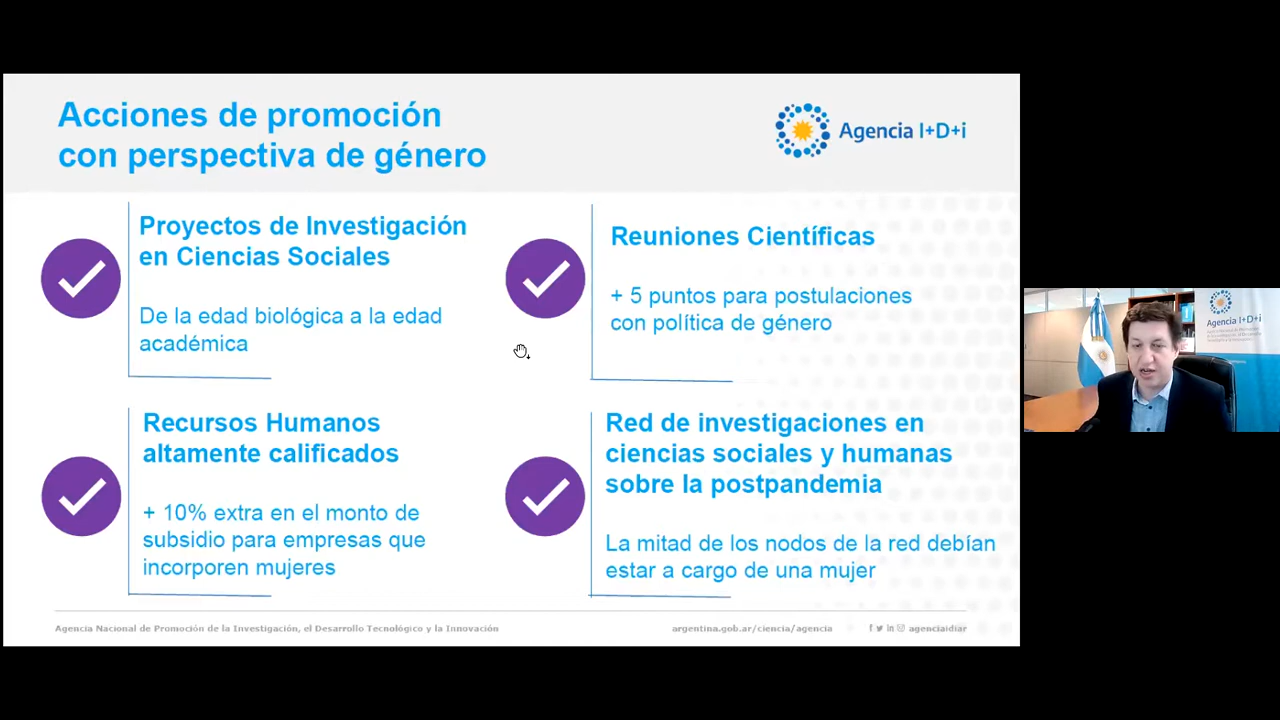 Acciones de promoción
con perspectiva de género
Agencia I+D+i
Proyectos de Investigación
en Ciencias Sociales
De la edad biológica a la edad
académica
Reuniones Científicas
+ 5 puntos para postulaciones
con política de género
Recursos Humanos
altamente calificados
+ 10% extra en el monto de
subsidio para empresas que
incorporen mujeres
Red de investigaciones en
ciencias sociales y humanas
sobre la postpandemia
La mitad de los nodos de la red debían
estar a cargo de una mujer
Agencia Nacional de Promoción de la Investigación, el Desarrollo Tecnológico y la Innovación
argentina.gob.ar/ciencia/agencia
agenciaidiar
Agencia I+D+i